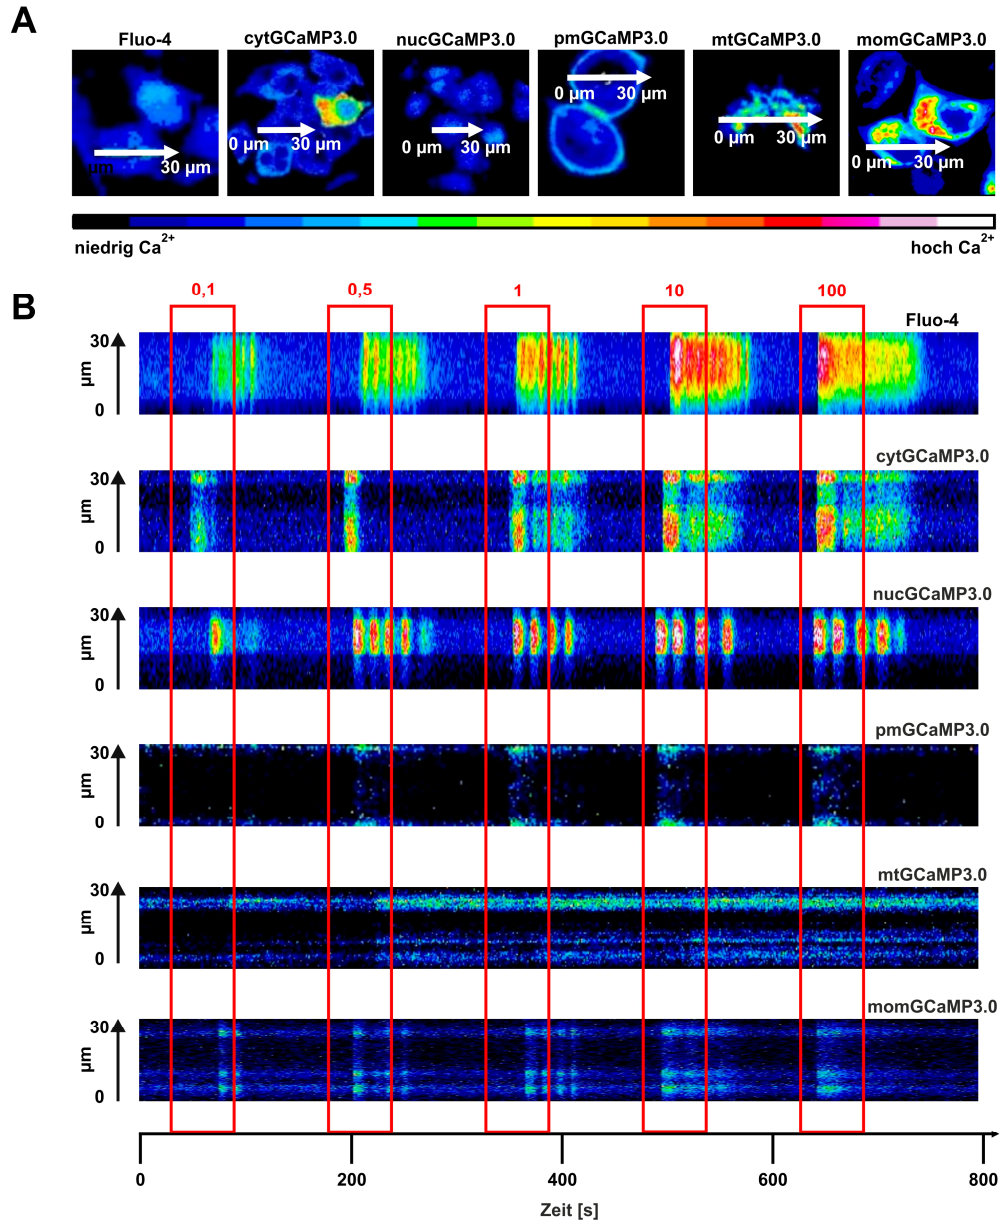 A
Fluo-4 cytGCaMP3.0 nucGCaMP3.0 pmGCaMP3.0 mtGCaMP3.0 momGCaMP3.0
µm 30 µm
0 µm 30 µm
0 µm 30 µm
0 µm 30 µm
0 µm 30 µm
0 µm 30 µm
niedrig Ca²⁺ hoch Ca²⁺
B
0,1 0,5 1 10 100
Fluo-4
30
µm
0
cytGCaMP3.0
30
µm
0
nucGCaMP3.0
30
µm
0
pmGCaMP3.0
30
µm
0
mtGCaMP3.0
30
µm
0
momGCaMP3.0
30
µm
0
0 200 400 600 800
Zeit [s]